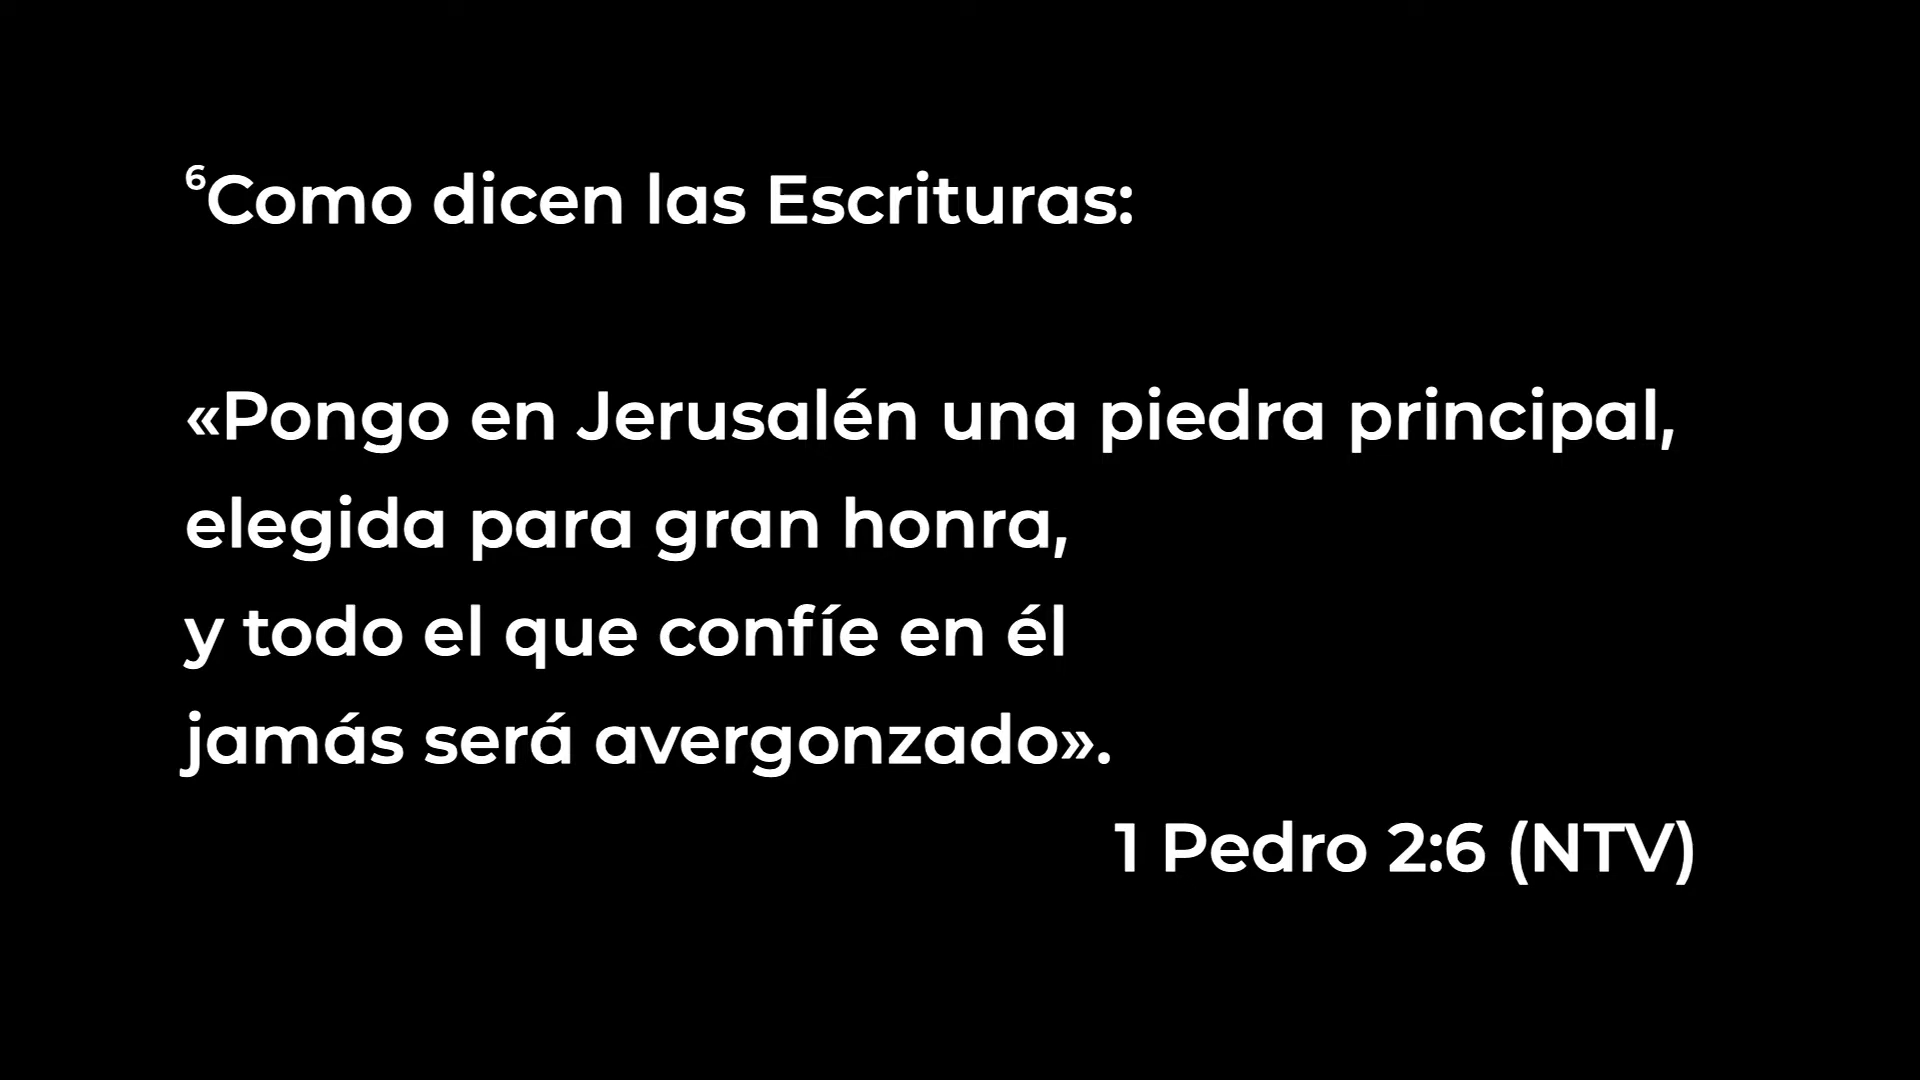 ⁶Como dicen las Escrituras:
«Pongo en Jerusalén una piedra principal,
elegida para gran honra,
y todo el que confíe en él
jamás será avergonzado».
1 Pedro 2:6 (NTV)